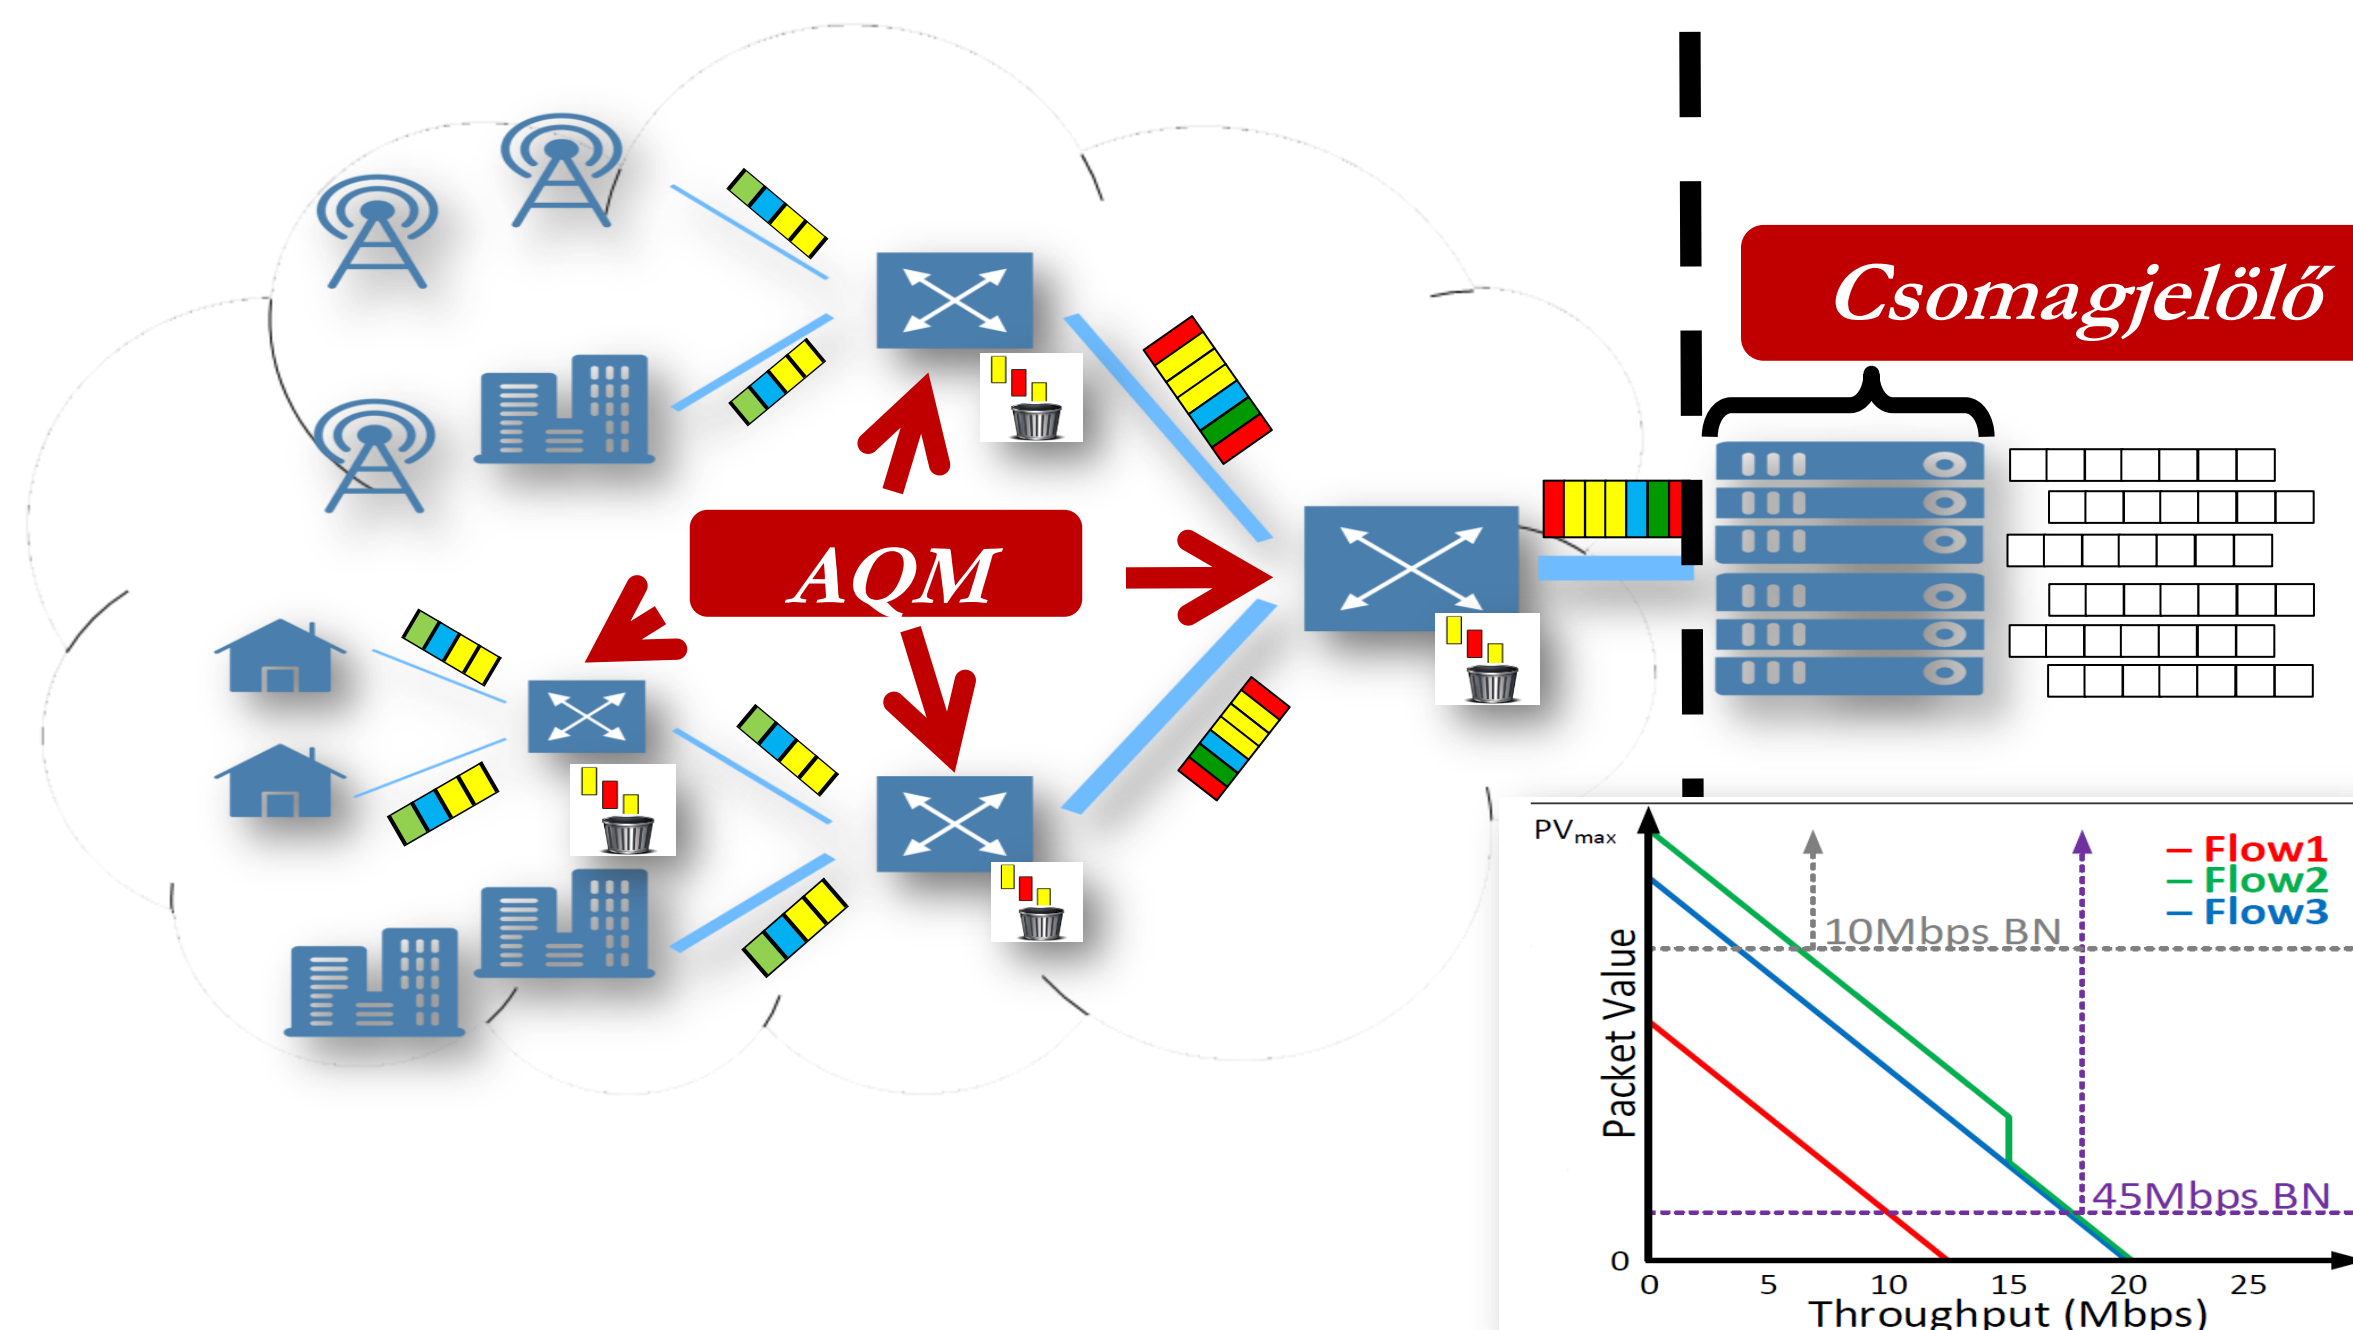 Csomagjelölő
AQM
PVmax
Flow1
Flow2
Flow3
10Mbps BN
45Mbps BN
Packet Value
0
0 5 10 15 20 25
Throughput (Mbps)